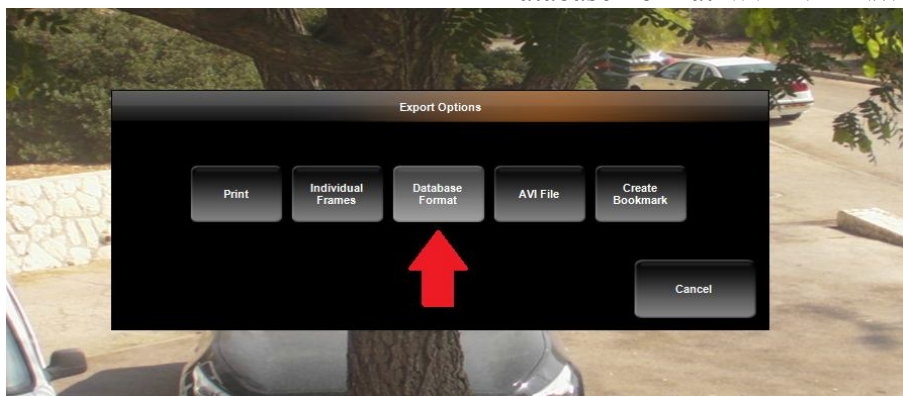 Export Options
Print
Individual
Frames
Database
Format
AVI File
Create
Bookmark
Cancel